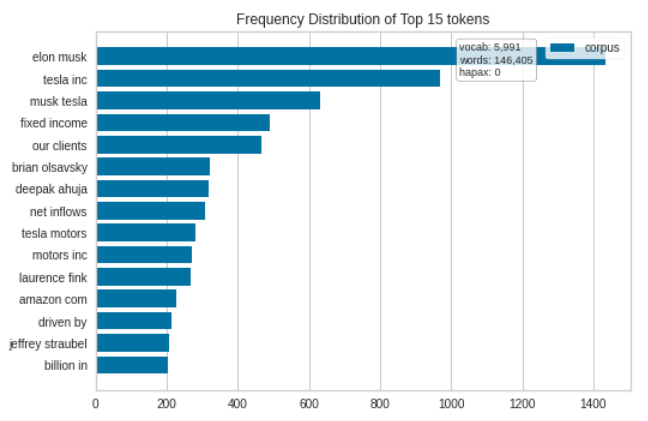 Frequency Distribution of Top 15 tokens
vocab: 5,991
words: 146,405
hapax: 0
corpus
elon musk
tesla inc
musk tesla
fixed income
our clients
brian olsavsky
deepak ahuja
net inflows
tesla motors
motors inc
laurence fink
amazon com
driven by
jeffrey straubel
billion in
0 200 400 600 800 1000 1200 1400